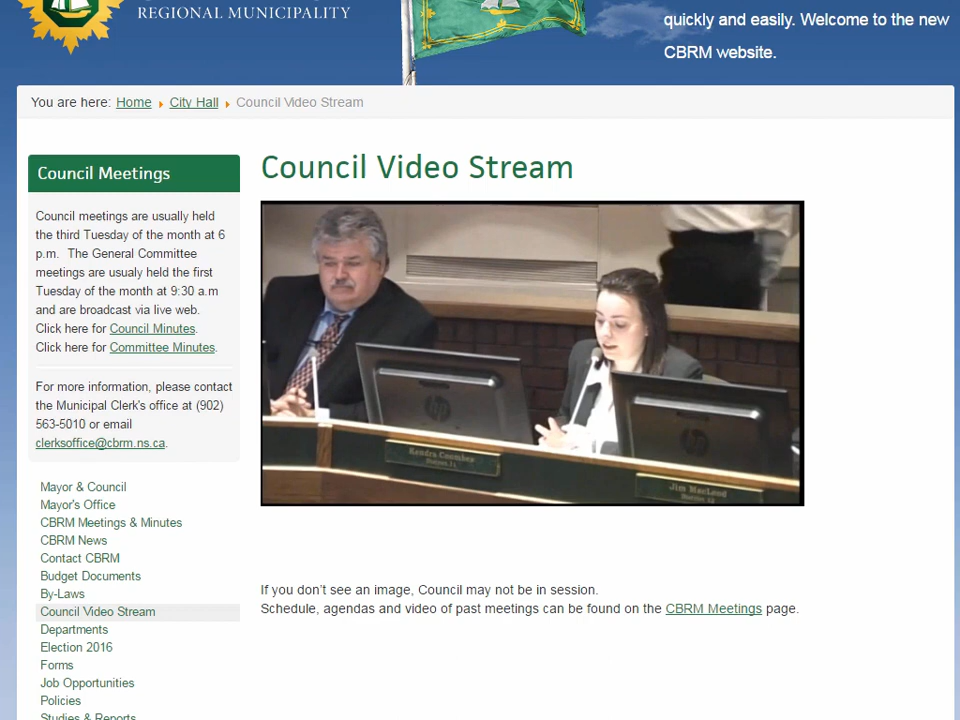 REGIONAL MUNICIPALITY
quickly and easily. Welcome to the new
CBRM website.
You are here: Home City Hall Council Video Stream
Council Meetings
Council meetings are usually held
the third Tuesday of the month at 6
p.m. The General Committee
meetings are usualy held the first
Tuesday of the month at 9:30 a.m
and are broadcast via live web.
Click here for Council Minutes.
Click here for Committee Minutes.
For more information, please contact
the Municipal Clerk's office at (902)
563-5010 or email
clerksoffice@cbrm.ns.ca.
Mayor & Council
Mayor's Office
CBRM Meetings & Minutes
CBRM News
Contact CBRM
Budget Documents
By-Laws
Council Video Stream
Departments
Election 2016
Forms
Job Opportunities
Policies
Studies & Reports
Council Video Stream
hp
hp
Kendra Coombes
District 11
Jim MacLeod
District 12
If you don't see an image, Council may not be in session.
Schedule, agendas and video of past meetings can be found on the CBRM Meetings page.